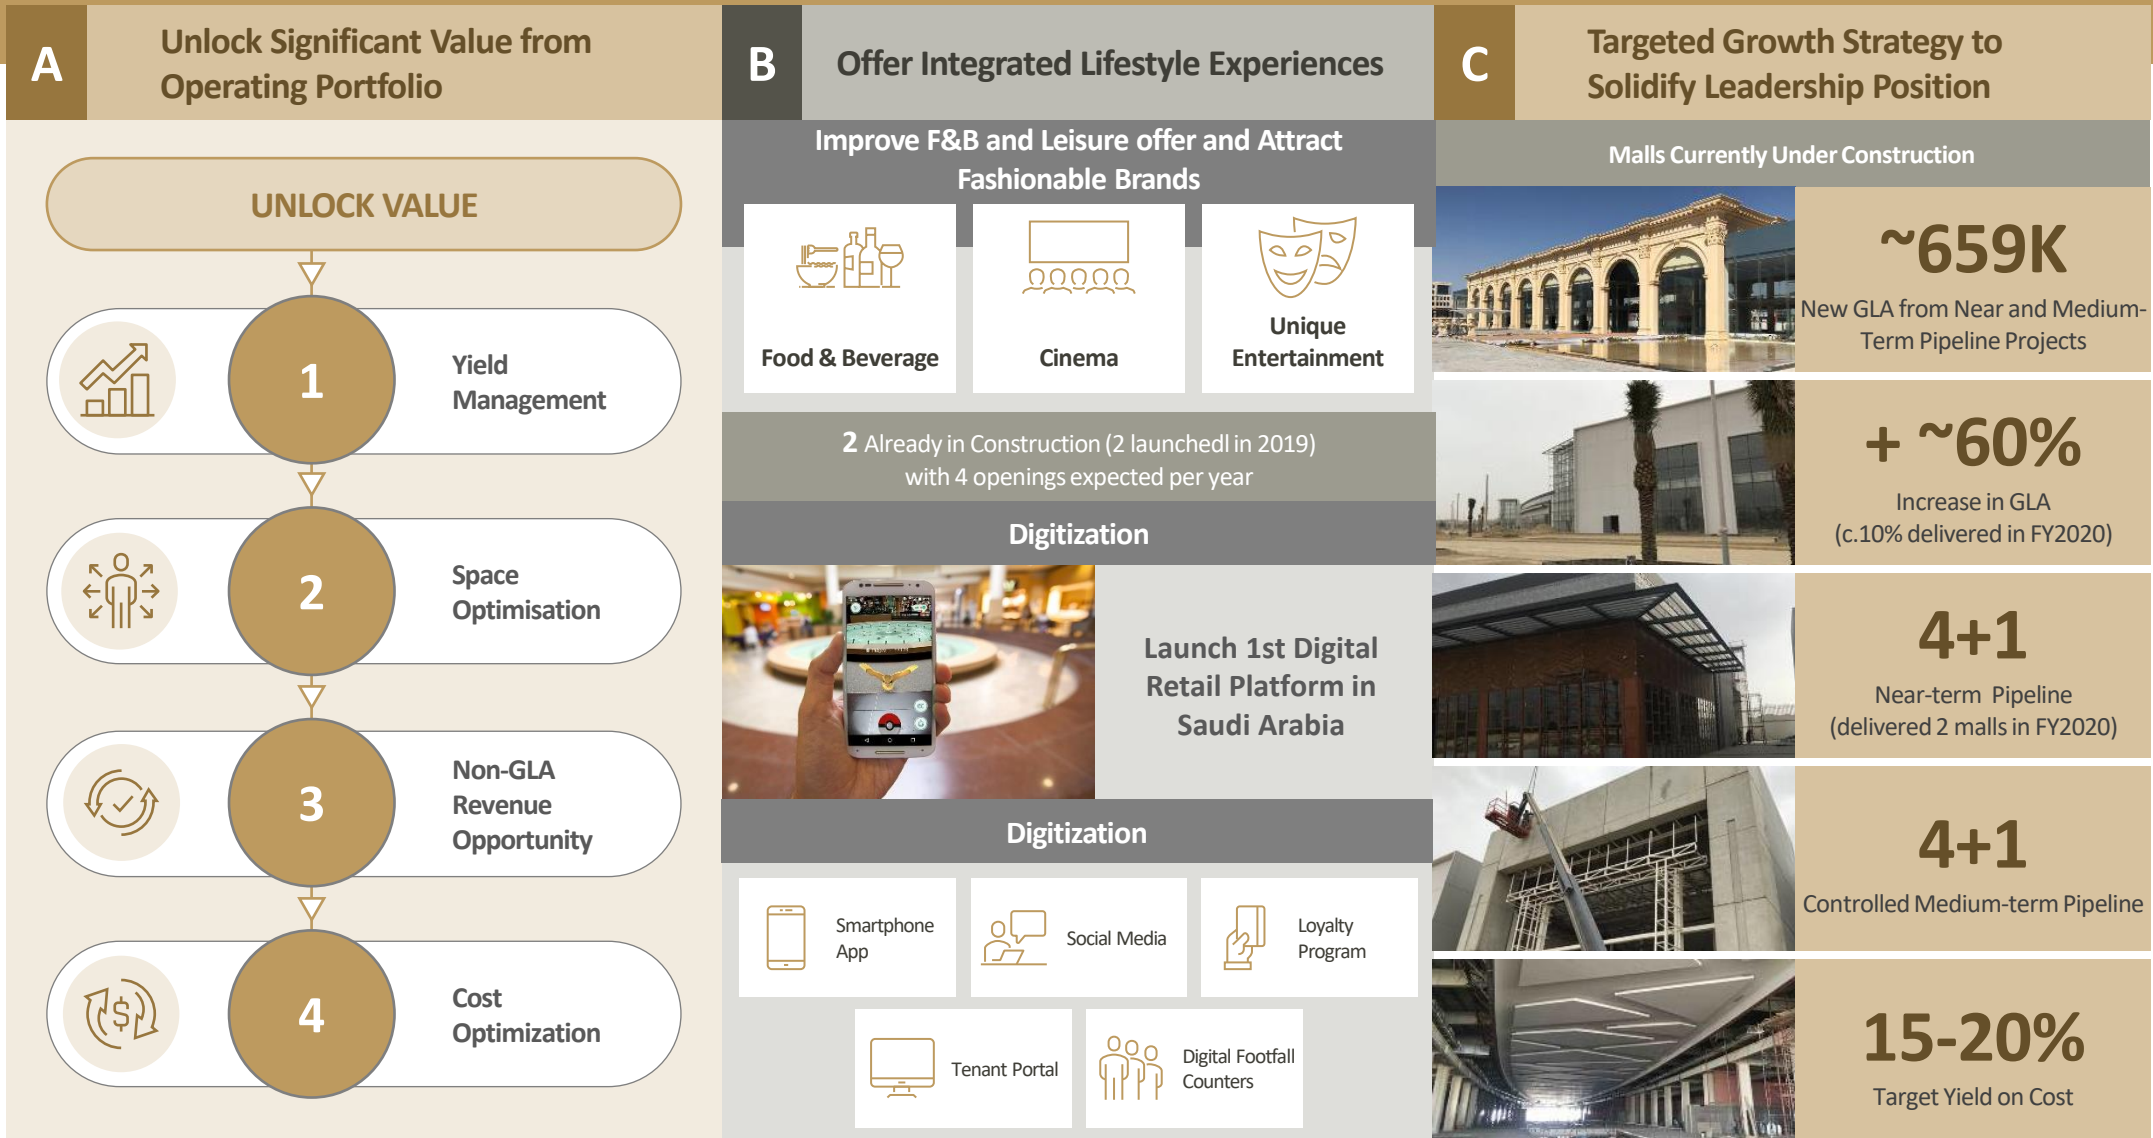 A
Unlock Significant Value from
Operating Portfolio
UNLOCK VALUE
1
Yield
Management
2
Space
Optimisation
3
Non-GLA
Revenue
Opportunity
4
Cost
Optimization
B
Offer Integrated Lifestyle Experiences
Improve F&B and Leisure offer and Attract
Fashionable Brands
Food & Beverage
Cinema
Unique
Entertainment
2 Already in Construction (2 launchedl in 2019)
with 4 openings expected per year
Digitization
Launch 1st Digital
Retail Platform in
Saudi Arabia
Digitization
Smartphone
App
Social Media
Loyalty
Program
Tenant Portal
Digital Footfall
Counters
C
Targeted Growth Strategy to
Solidify Leadership Position
Malls Currently Under Construction
~659K
New GLA from Near and Medium-
Term Pipeline Projects
+ ~60%
Increase in GLA
(c.10% delivered in FY2020)
4+1
Near-term Pipeline
(delivered 2 malls in FY2020)
4+1
Controlled Medium-term Pipeline
15-20%
Target Yield on Cost